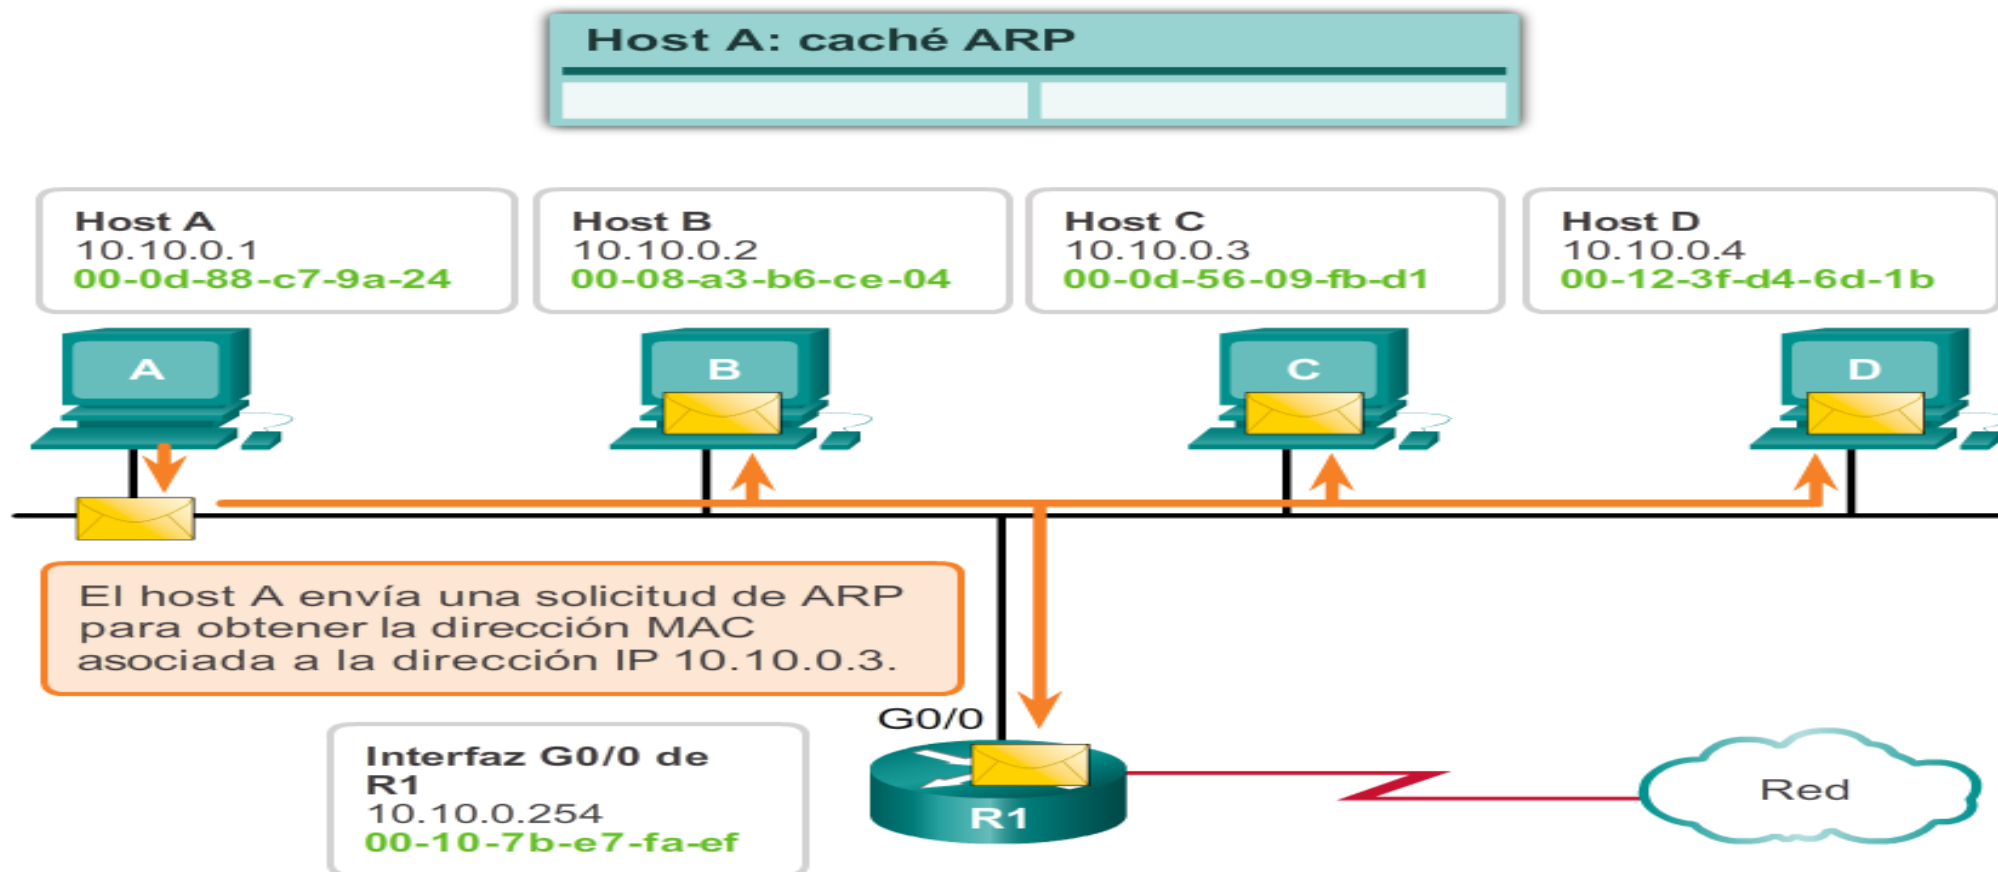 Host A: caché ARP
Host A
10.10.0.1
00-0d-88-c7-9a-24
Host B
10.10.0.2
00-08-a3-b6-ce-04
Host C
10.10.0.3
00-0d-56-09-fb-d1
Host D
10.10.0.4
00-12-3f-d4-6d-1b
A
B
C
D
El host A envía una solicitud de ARP
para obtener la dirección MAC
asociada a la dirección IP 10.10.0.3.
G0/0
Interfaz G0/0 de
R1
10.10.0.254
00-10-7b-e7-fa-ef
R1
Red